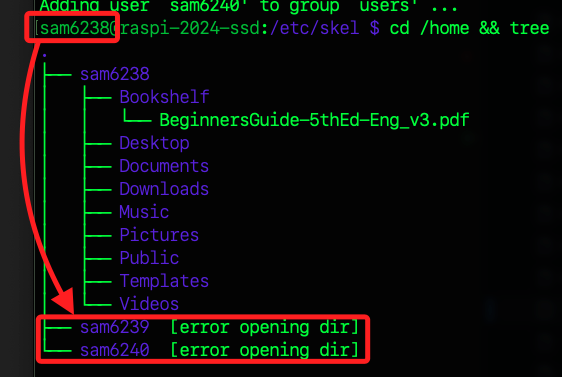 Adding user `sam6240' to group `users' ...
[sam6238@raspi-2024-ssd:/etc/skel $ cd /home && tree
.
├── sam6238
│   ├── Bookshelf
│   │   └── BeginnersGuide-5thEd-Eng_v3.pdf
│   ├── Desktop
│   ├── Documents
│   ├── Downloads
│   ├── Music
│   ├── Pictures
│   ├── Public
│   ├── Templates
│   └── Videos
├── sam6239  [error opening dir]
└── sam6240  [error opening dir]